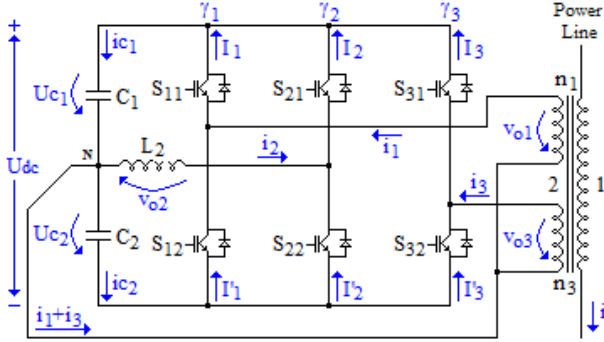 γ1 γ2 γ3 Power Line
+ ic1 I1 I2 I3
Uc1 C1 S11 S21 S31 n1
vo1
N L2 i2 i1
Udc vo2 i3 2 1
Uc2 C2 S12 S22 S32 vo3
ic2 I'1 I'2 I'3 n3
− i1+i3 i